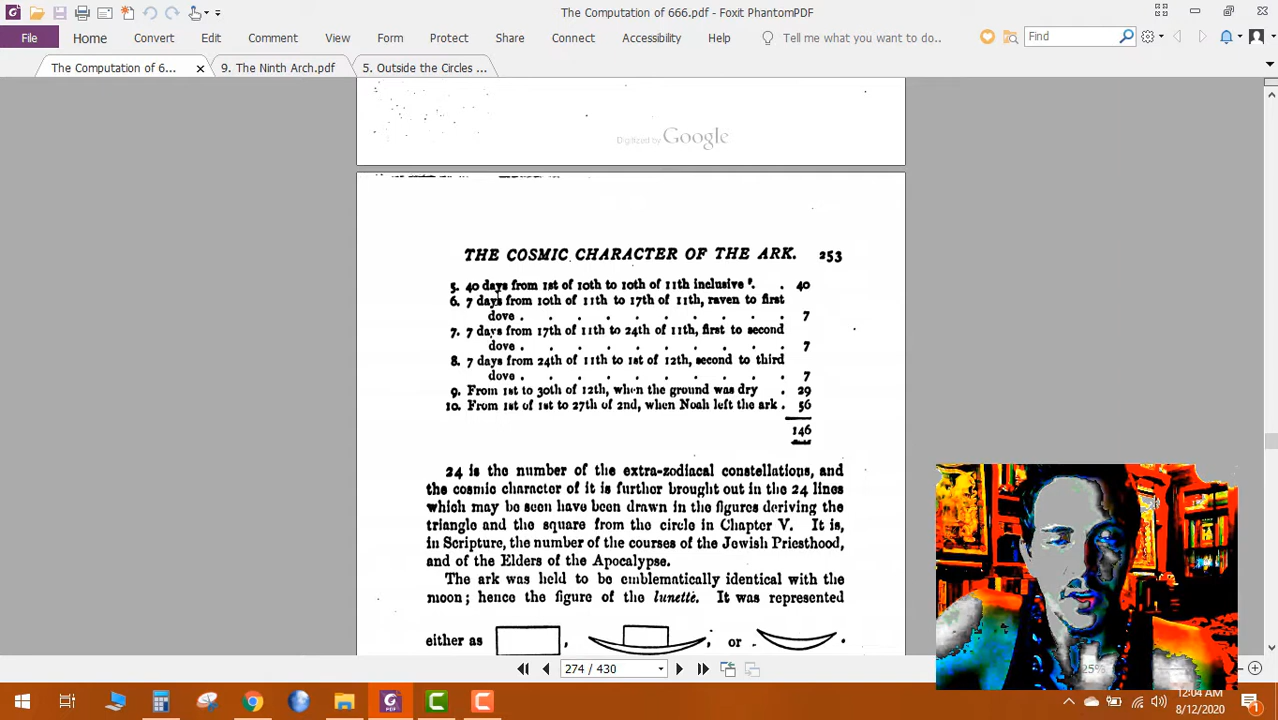 The Computation of 666.pdf - Foxit PhantomPDF
File Home Convert Edit Comment View Form Protect Share Connect Accessibility Help Tell me what you want to do.. Find
The Computation of 6... 9. The Ninth Arch.pdf 5. Outside the Circles ...
Digitized by Google
THE COSMIC CHARACTER OF THE ARK. 253
5. 40 days from 1st of 10th to 10th of 11th inclusive . 40
6. 7 days from 10th of 11th to 17th of 11th, raven to first
dove . . . . . . . . . . 7
7. 7 days from 17th of 11th to 24th of 11th, first to second
dove . . . . . . . . . . 7
8. 7 days from 24th of 11th to 1st of 12th, second to third
dove . . . . . . . . . . 7
9. From 1st to 30th of 12th, when the ground was dry . 29
10. From 1st of 1st to 27th of 2nd, when Noah left the ark . 56
146
24 is the number of the extra-zodiacal constellations, and
the cosmic character of it is further brought out in the 24 lines
which may be seen have been drawn in the figures deriving the
triangle and the square from the circle in Chapter V. It is,
in Scripture, the number of the courses of the Jewish Priesthood,
and of the Elders of the Apocalypse.
The ark was held to be emblematically identical with the
moon; hence the figure of the lunette. It was represented
either as , , or .
274 / 430
25%
12:04 AM
8/12/2020
1